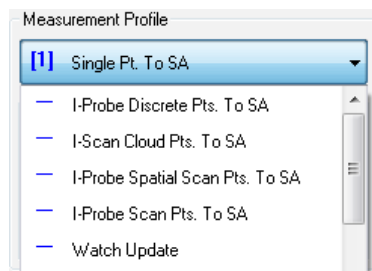 Measurement Profile
[1] Single Pt. To SA
I-Probe Discrete Pts. To SA
I-Scan Cloud Pts. To SA
I-Probe Spatial Scan Pts. To SA
I-Probe Scan Pts. To SA
Watch Update